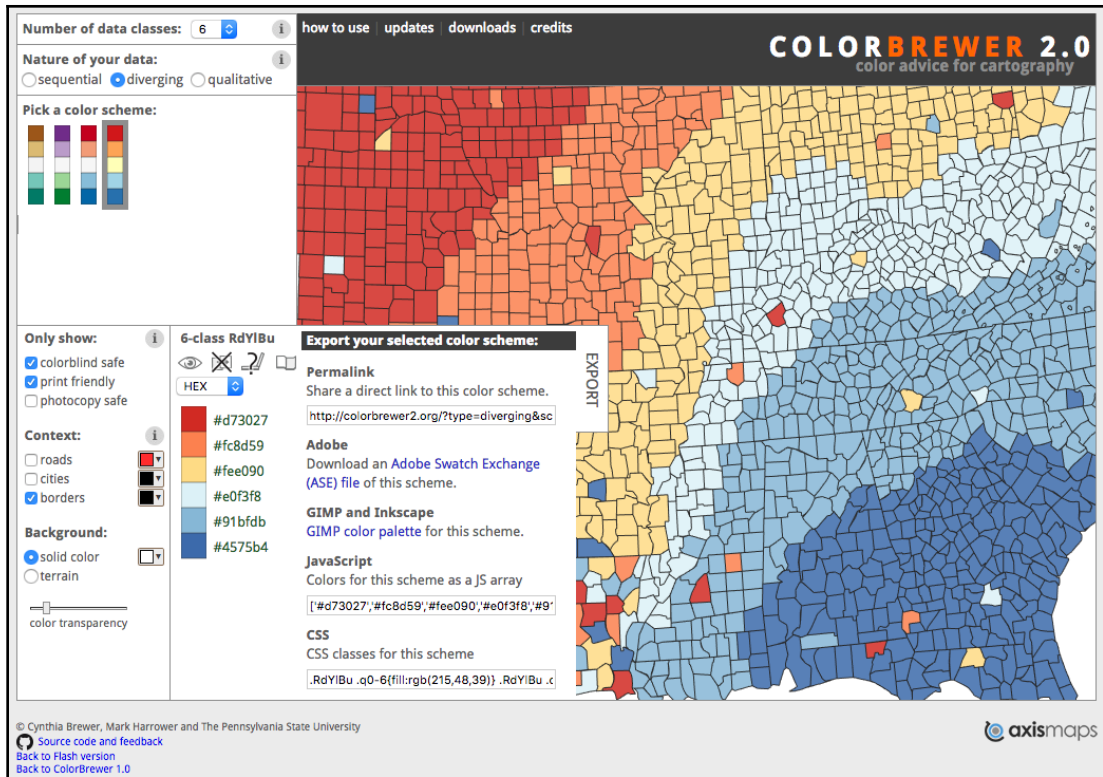 Number of data classes: 6 i
how to use | updates | downloads | credits
COLORBREWER 2.0
color advice for cartography
Nature of your data: i
sequential diverging qualitative
Pick a color scheme:
Only show: i
colorblind safe
print friendly
photocopy safe
Context: i
roads
cities
borders
Background:
solid color
terrain
color transparency
6-class RdYlBu
HEX
#d73027
#fc8d59
#fee090
#e0f3f8
#91bfdb
#4575b4
EXPORT
Export your selected color scheme:
Permalink
Share a direct link to this color scheme.
http://colorbrewer2.org/?type=diverging&sc
Adobe
Download an Adobe Swatch Exchange
(ASE) file of this scheme.
GIMP and Inkscape
GIMP color palette for this scheme.
JavaScript
Colors for this scheme as a JS array
['#d73027','#fc8d59','#fee090','#e0f3f8','#91
CSS
CSS classes for this scheme
.RdYlBu .q0-6{fill:rgb(215,48,39)} .RdYlBu .c
© Cynthia Brewer, Mark Harrower and The Pennsylvania State University
Source code and feedback
Back to Flash version
Back to ColorBrewer 1.0
axismaps